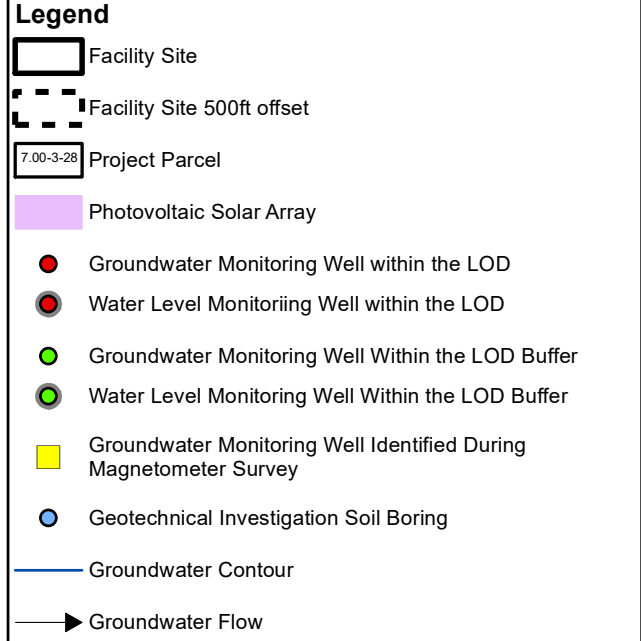 Legend
Facility Site
Facility Site 500ft offset
7.00-3-28 Project Parcel
Photovoltaic Solar Array
Groundwater Monitoring Well within the LOD
Water Level Monitoriing Well within the LOD
Groundwater Monitoring Well Within the LOD Buffer
Water Level Monitoring Well Within the LOD Buffer
Groundwater Monitoring Well Identified During
Magnetometer Survey
Geotechnical Investigation Soil Boring
Groundwater Contour
Groundwater Flow